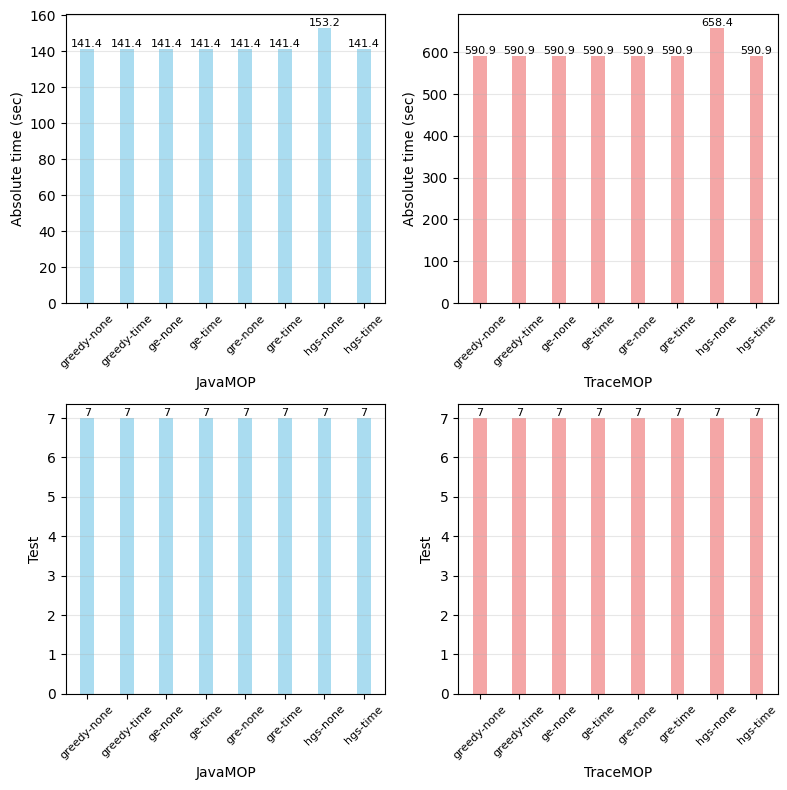 160
140
120
100
80
60
40
20
0
Absolute time (sec)
141.4 141.4 141.4 141.4 141.4 141.4 153.2 141.4
greedy-none greedy-time ge-none ge-time gre-none gre-time hgs-none hgs-time
JavaMOP
600
500
400
300
200
100
0
Absolute time (sec)
590.9 590.9 590.9 590.9 590.9 590.9 658.4 590.9
greedy-none greedy-time ge-none ge-time gre-none gre-time hgs-none hgs-time
TraceMOP
7
6
5
4
3
2
1
0
Test
7 7 7 7 7 7 7 7
greedy-none greedy-time ge-none ge-time gre-none gre-time hgs-none hgs-time
JavaMOP
7
6
5
4
3
2
1
0
Test
7 7 7 7 7 7 7 7
greedy-none greedy-time ge-none ge-time gre-none gre-time hgs-none hgs-time
TraceMOP